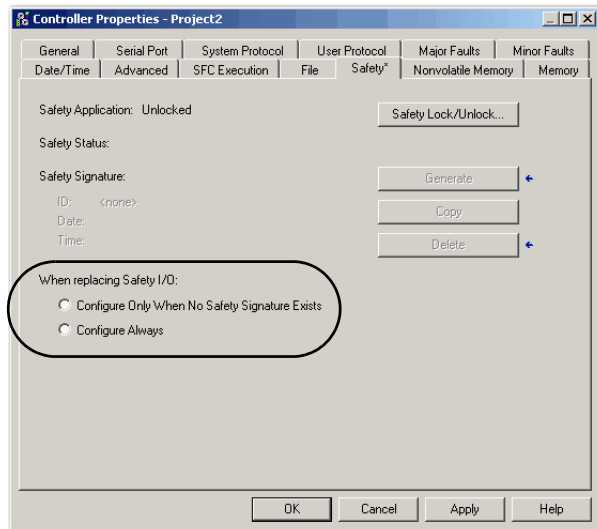 Controller Properties - Project2
General Serial Port System Protocol User Protocol Major Faults Minor Faults
Date/Time Advanced SFC Execution File Safety* Nonvolatile Memory Memory
Safety Application: Unlocked
Safety Lock/Unlock...
Safety Status:
Safety Signature:
Generate
ID: <none>
Copy
Date:
Time:
Delete
When replacing Safety I/O:
Configure Only When No Safety Signature Exists
Configure Always
OK Cancel Apply Help